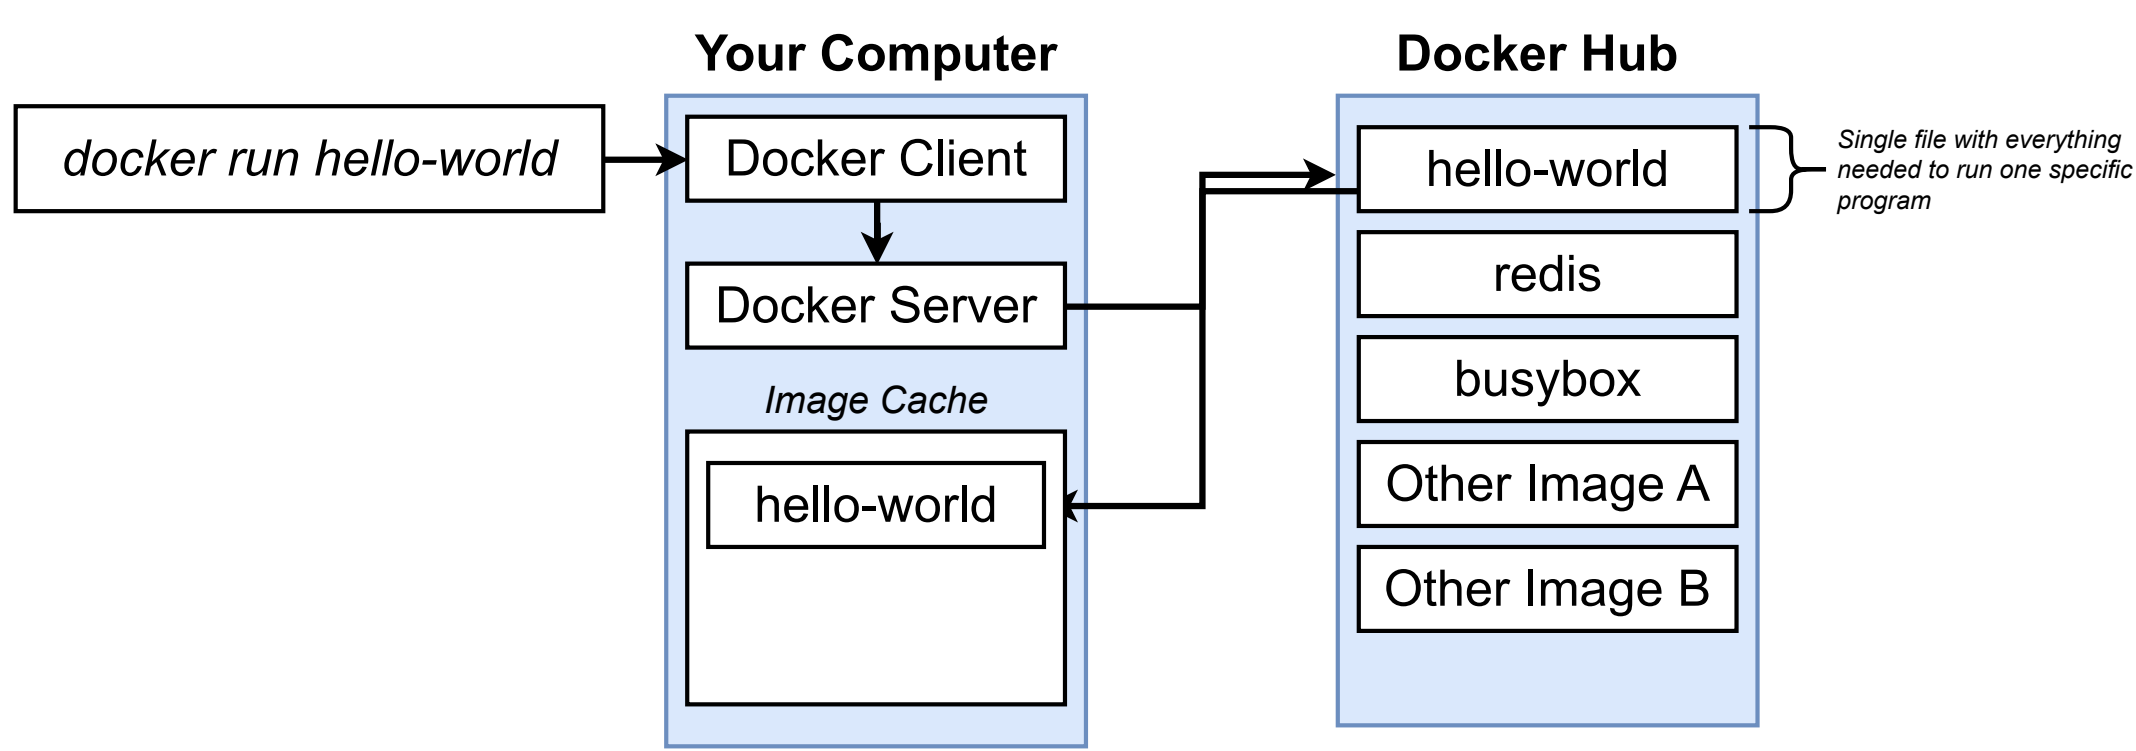 Your Computer
Docker Hub
docker run hello-world
Docker Client
Docker Server
Image Cache
hello-world
hello-world
redis
busybox
Other Image A
Other Image B
Single file with everything
needed to run one specific
program